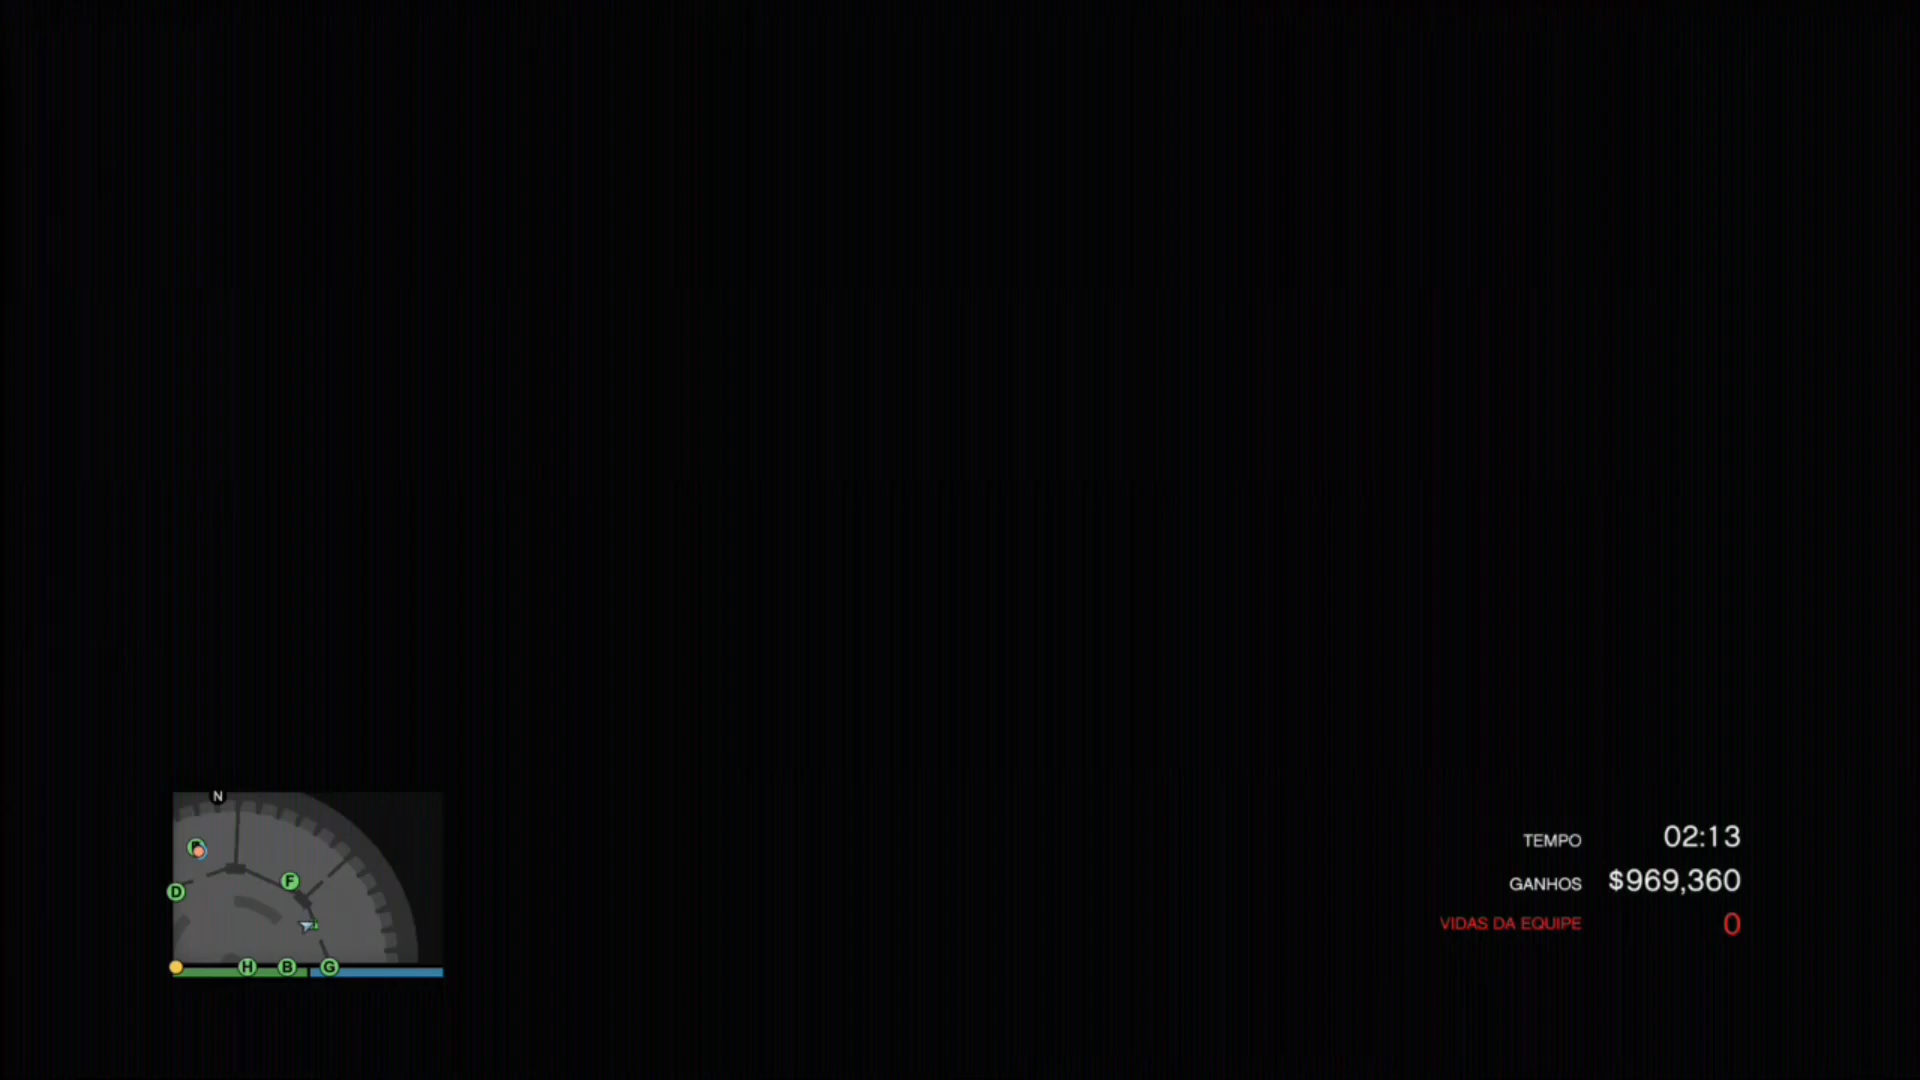 N
D
F
H B G
TEMPO 02:13
GANHOS $969,360
VIDAS DA EQUIPE 0